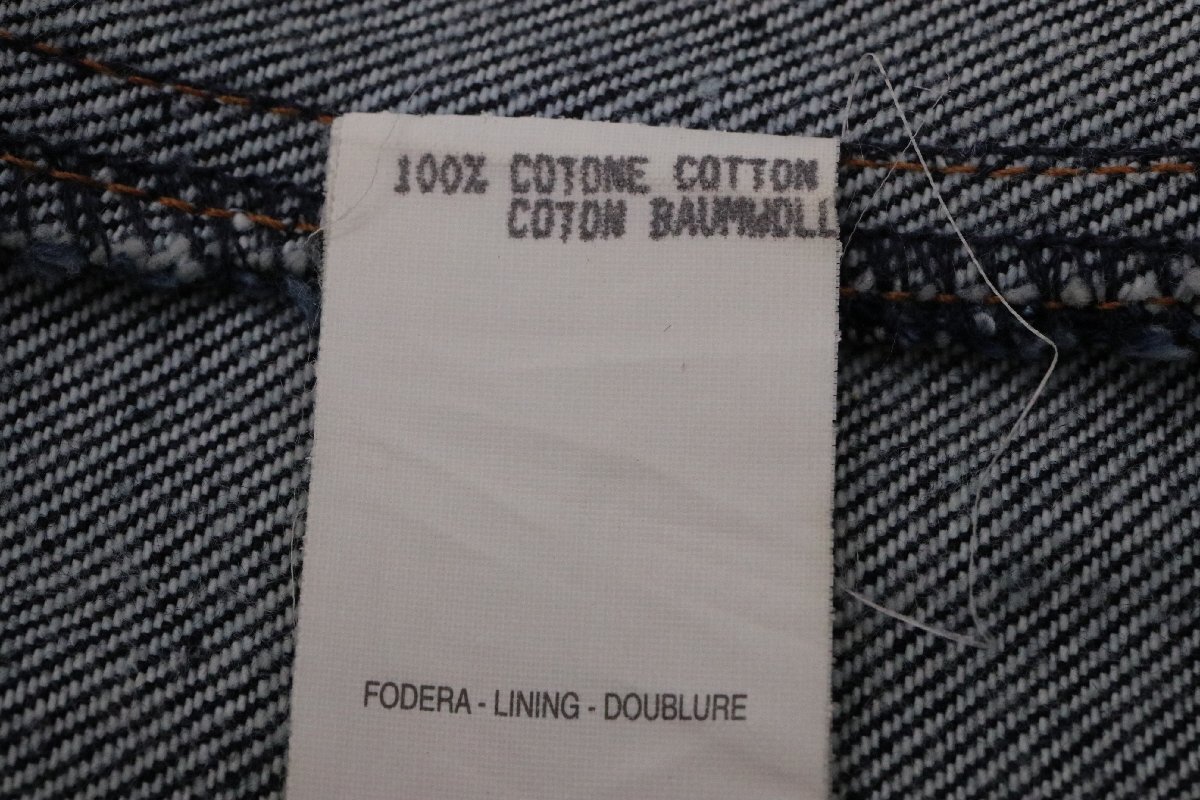 100% COTONE COTTON
COTON BAUMWOLL
FODERA - LINING - DOUBLURE